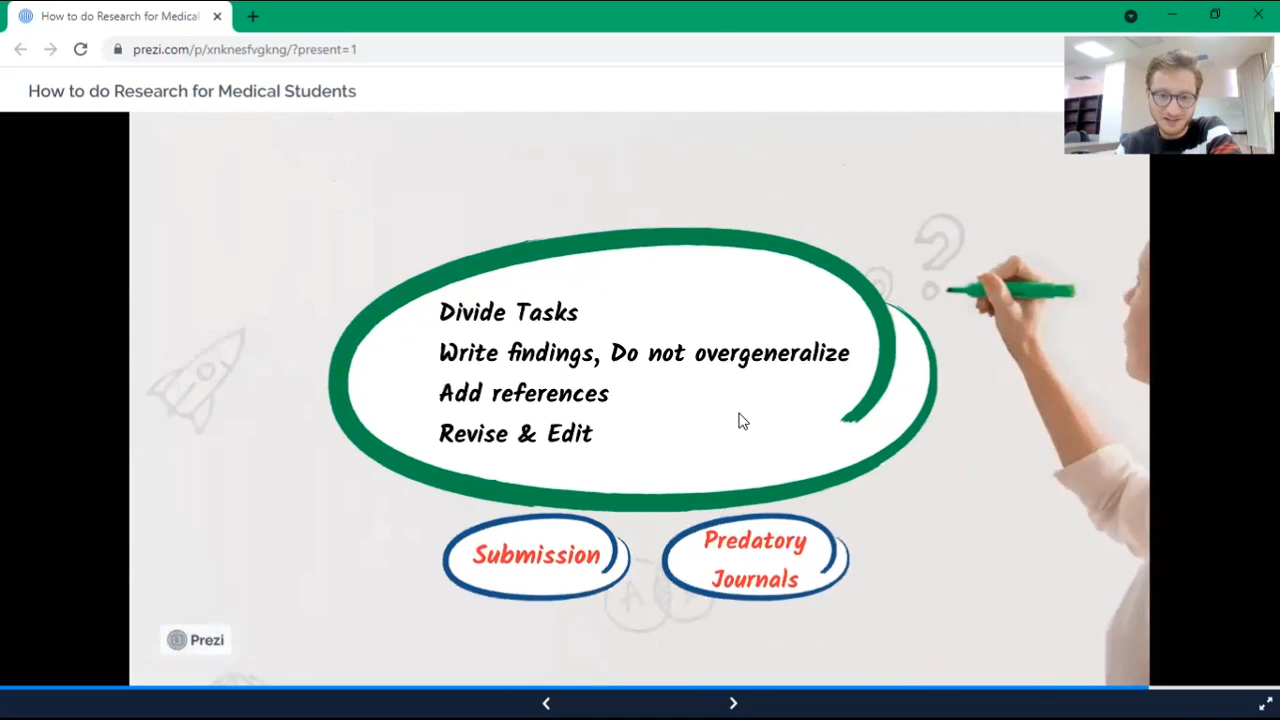 How to do Research for Medical
prezi.com/p/xnknesfvgkng/?present=1
How to do Research for Medical Students
Divide Tasks
Write findings, Do not overgeneralize
Add references
Revise & Edit
Submission
Predatory
Journals
Prezi